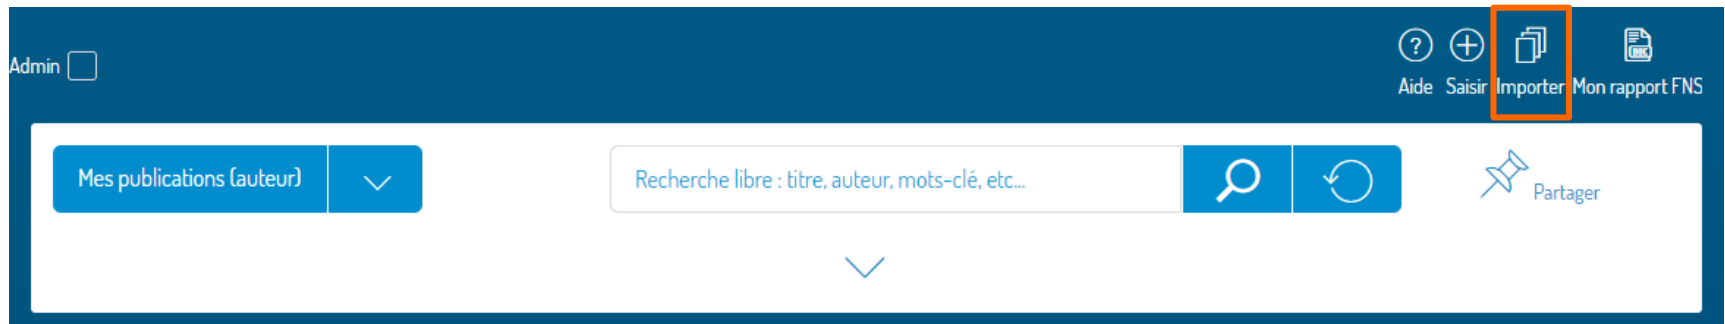 Admin
Aide Saisir Importer Mon rapport FNS
Mes publications (auteur)
Recherche libre : titre, auteur, mots-clé, etc...
Partager